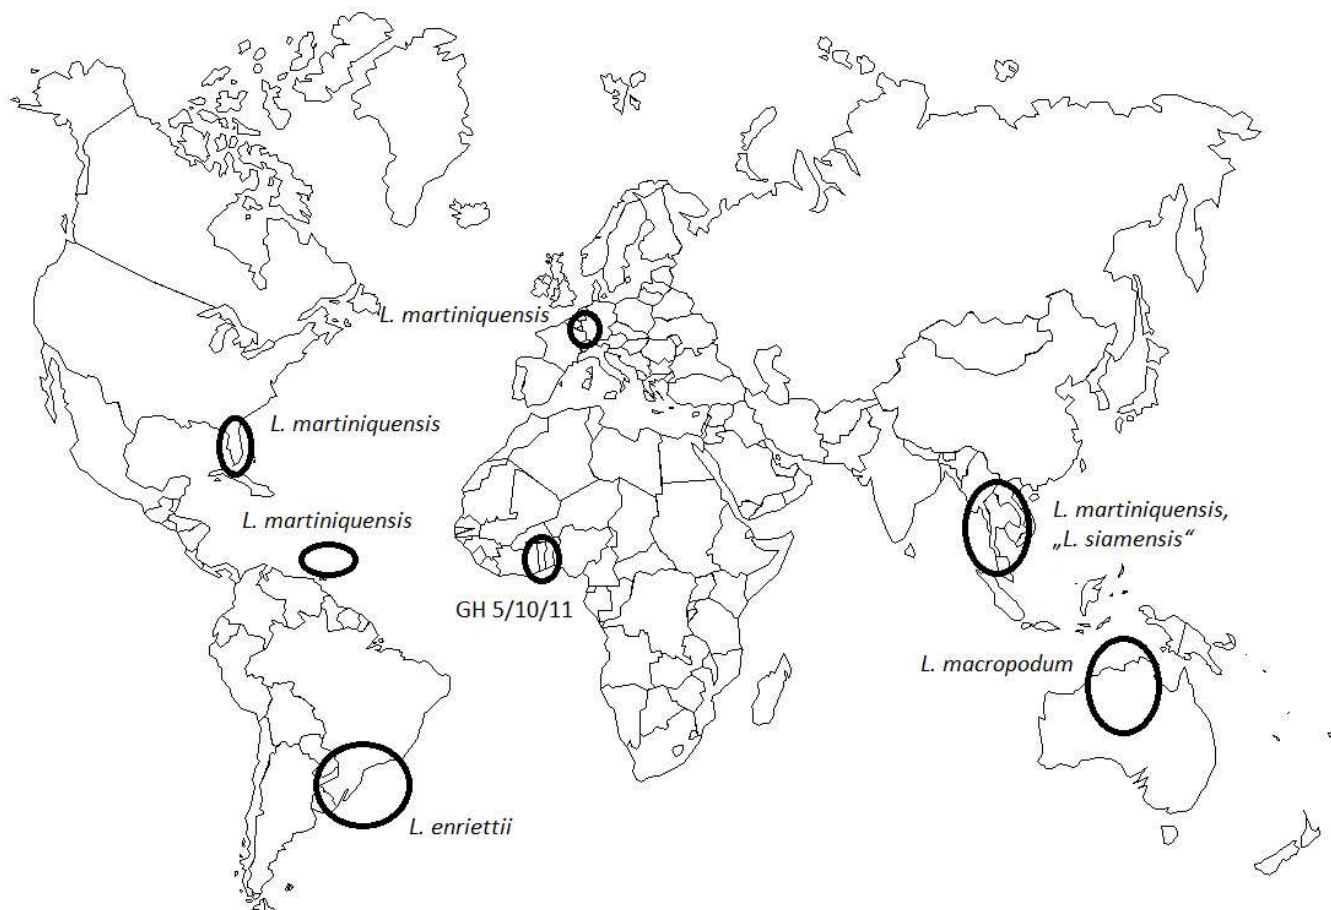 L. martiniquensis
L. martiniquensis
L. martiniquensis
L. martiniquensis,
„L. siamensis“
GH 5/10/11
L. macropodum
L. enriettii